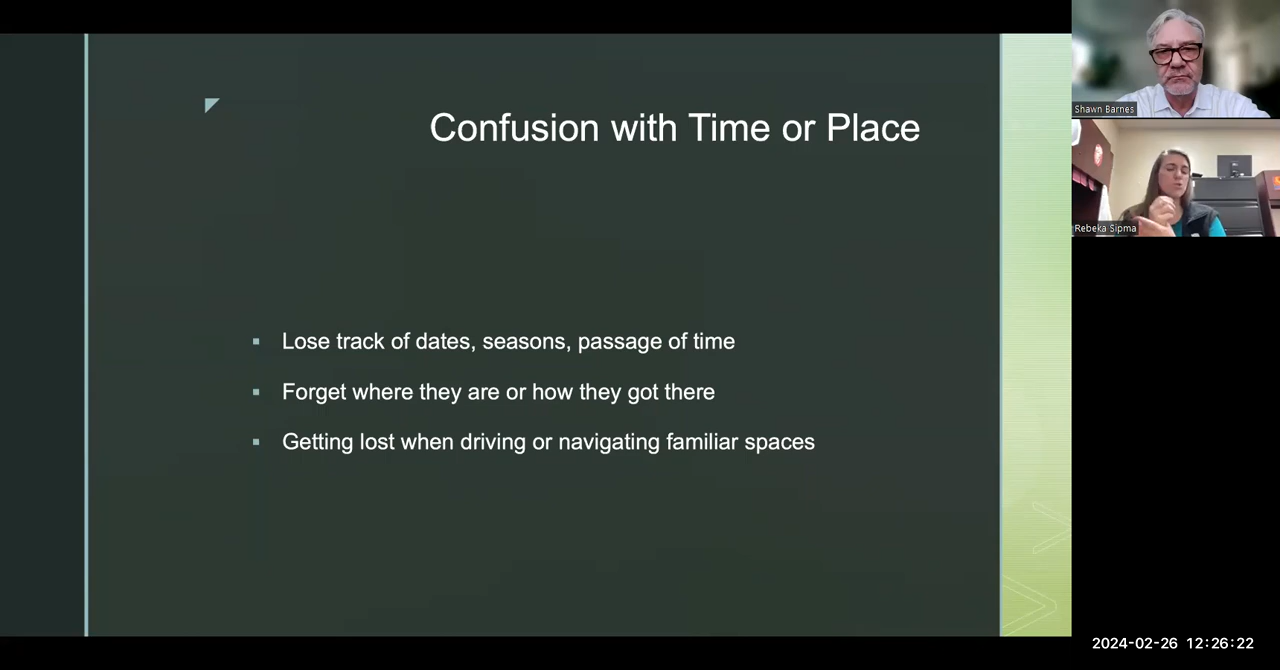 Confusion with Time or Place
Lose track of dates, seasons, passage of time
Forget where they are or how they got there
Getting lost when driving or navigating familiar spaces
Shawn Barnes
Rebeka Sipma
2024-02-26 12:26:22